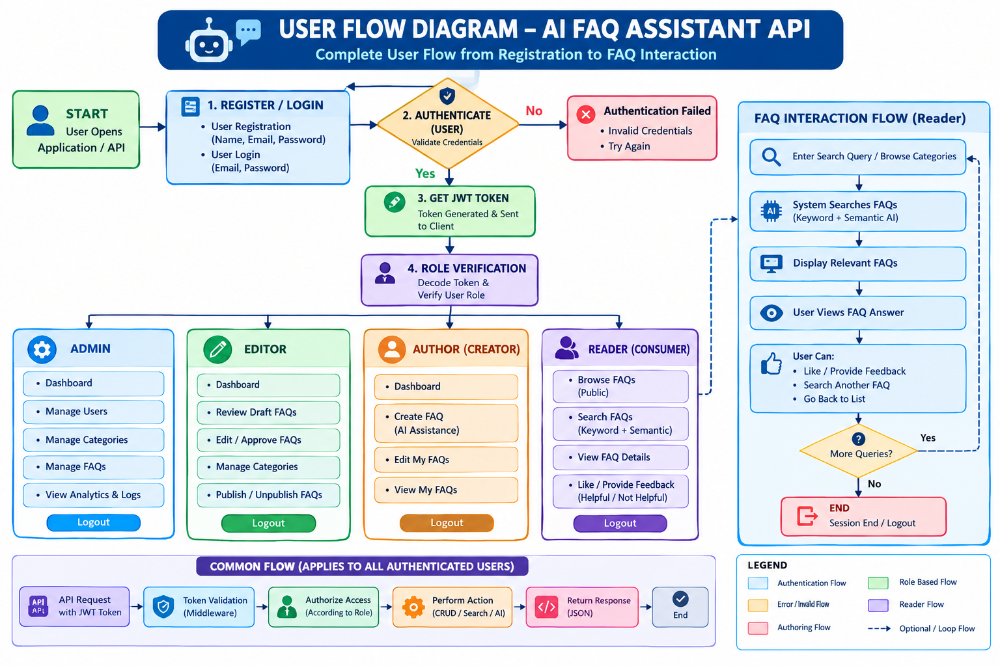 USER FLOW DIAGRAM – AI FAQ ASSISTANT API
Complete User Flow from Registration to FAQ Interaction
START
User Opens
Application / API
1. REGISTER / LOGIN
• User Registration
(Name, Email, Password)
• User Login
(Email, Password)
2. AUTHENTICATE
(USER)
Validate Credentials
No
Authentication Failed
• Invalid Credentials
• Try Again
Yes
3. GET JWT TOKEN
Token Generated & Sent
to Client
4. ROLE VERIFICATION
Decode Token &
Verify User Role
ADMIN
• Dashboard
• Manage Users
• Manage Categories
• Manage FAQs
• View Analytics & Logs
Logout
EDITOR
• Dashboard
• Review Draft FAQs
• Edit / Approve FAQs
• Manage Categories
• Publish / Unpublish FAQs
Logout
AUTHOR (CREATOR)
• Dashboard
• Create FAQ
(AI Assistance)
• Edit My FAQs
• View My FAQs
Logout
READER (CONSUMER)
• Browse FAQs
(Public)
• Search FAQs
(Keyword + Semantic)
• View FAQ Details
• Like / Provide Feedback
(Helpful / Not Helpful)
Logout
FAQ INTERACTION FLOW (Reader)
Enter Search Query / Browse Categories
AI
System Searches FAQs
(Keyword + Semantic AI)
Display Relevant FAQs
User Views FAQ Answer
User Can:
• Like / Provide Feedback
• Search Another FAQ
• Go Back to List
?
More Queries?
Yes
No
END
Session End / Logout
COMMON FLOW (APPLIES TO ALL AUTHENTICATED USERS)
API
API
API Request
with JWT Token
Token Validation
(Middleware)
Authorize Access
(According to Role)
Perform Action
(CRUD / Search / AI)
</>
Return Response
(JSON)
End
LEGEND
Authentication Flow
Role Based Flow
Error / Invalid Flow
Reader Flow
Authoring Flow
Optional / Loop Flow